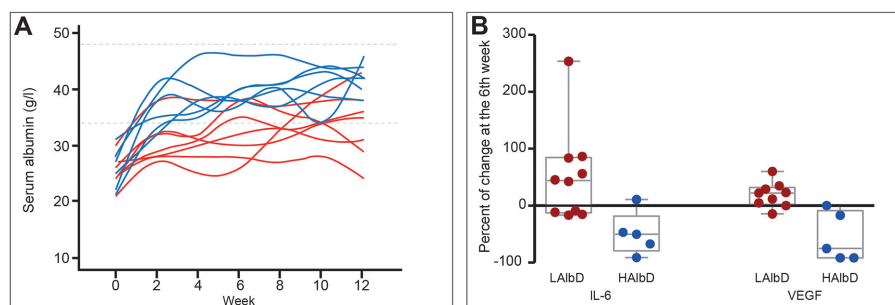 A
Serum albumin (g/l)
50
40
30
20
10
0 2 4 6 8 10 12
Week
B
Percent of change at the 6th week
300
200
100
0
-100
LAlbD HAlbD LAlbD HAlbD
IL-6 VEGF